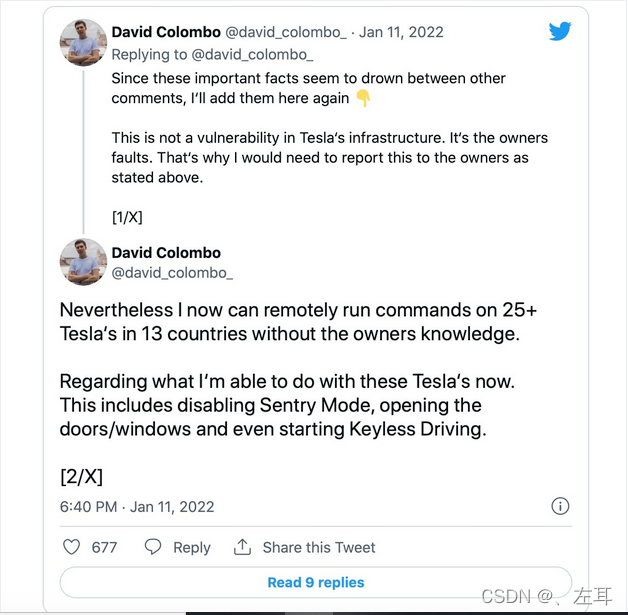 David Colombo @david_colombo_ · Jan 11, 2022
Replying to @david_colombo_
Since these important facts seem to drown between other
comments, I‘ll add them here again 👇
This is not a vulnerability in Tesla‘s infrastructure. It‘s the owners
faults. That‘s why I would need to report this to the owners as
stated above.
[1/X]
David Colombo
@david_colombo_
Nevertheless I now can remotely run commands on 25+
Tesla‘s in 13 countries without the owners knowledge.
Regarding what I‘m able to do with these Tesla‘s now.
This includes disabling Sentry Mode, opening the
doors/windows and even starting Keyless Driving.
[2/X]
6:40 PM · Jan 11, 2022
677 Reply Share this Tweet
Read 9 replies
CSDN @、左耳